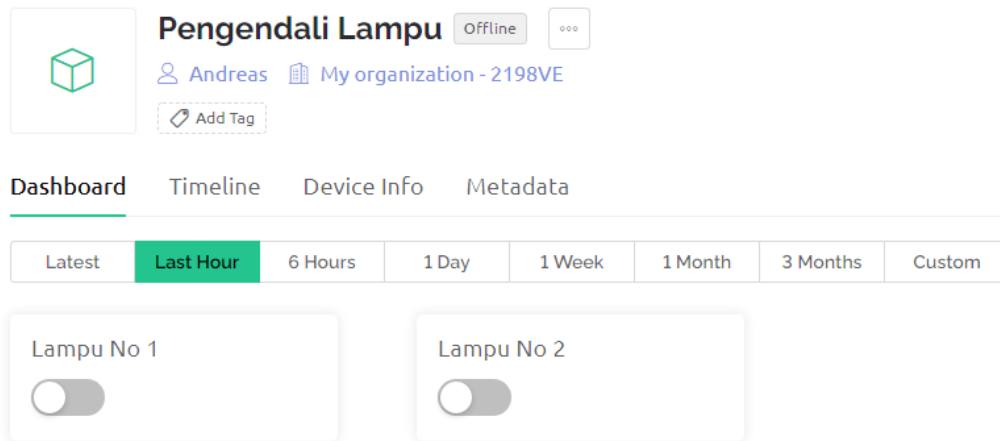 Pengendali Lampu Offline
Andreas My organization - 2198VE
Add Tag
Dashboard Timeline Device Info Metadata
Latest Last Hour 6 Hours 1 Day 1 Week 1 Month 3 Months Custom
Lampu No 1 Lampu No 2